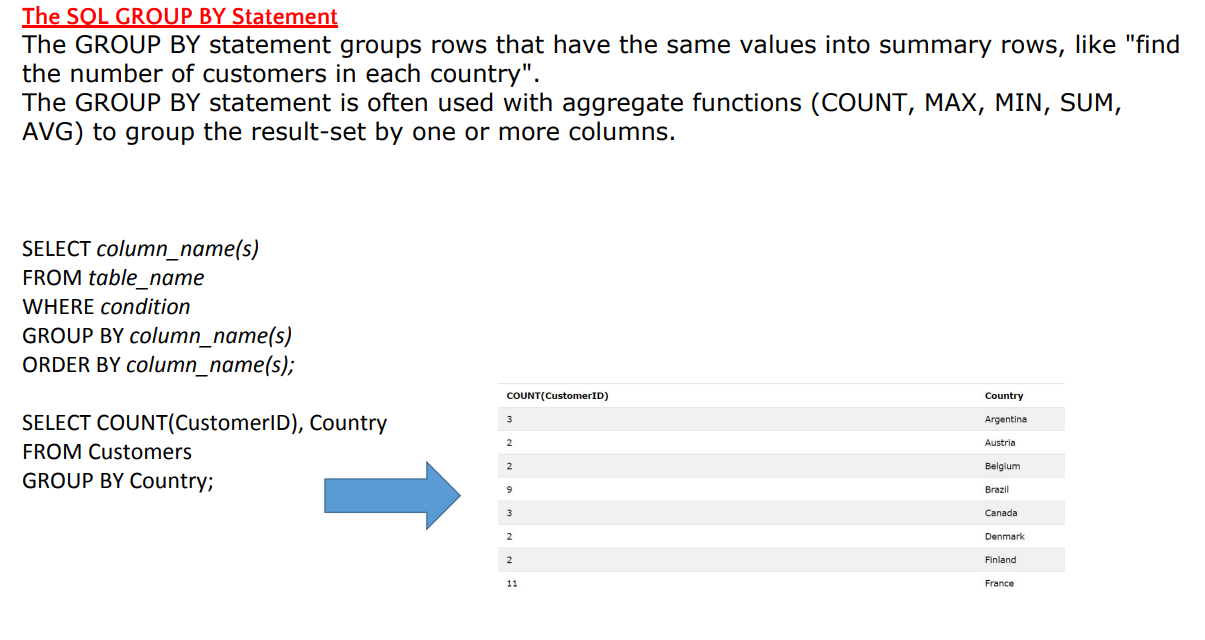 The SQL GROUP BY Statement
The GROUP BY statement groups rows that have the same values into summary rows, like "find
the number of customers in each country".
The GROUP BY statement is often used with aggregate functions (COUNT, MAX, MIN, SUM,
AVG) to group the result-set by one or more columns.
SELECT column_name(s)
FROM table_name
WHERE condition
GROUP BY column_name(s)
ORDER BY column_name(s);
SELECT COUNT(CustomerID), Country
FROM Customers
GROUP BY Country;
COUNT(CustomerID) Country
3 Argentina
2 Austria
2 Belgium
9 Brazil
3 Canada
2 Denmark
2 Finland
11 France